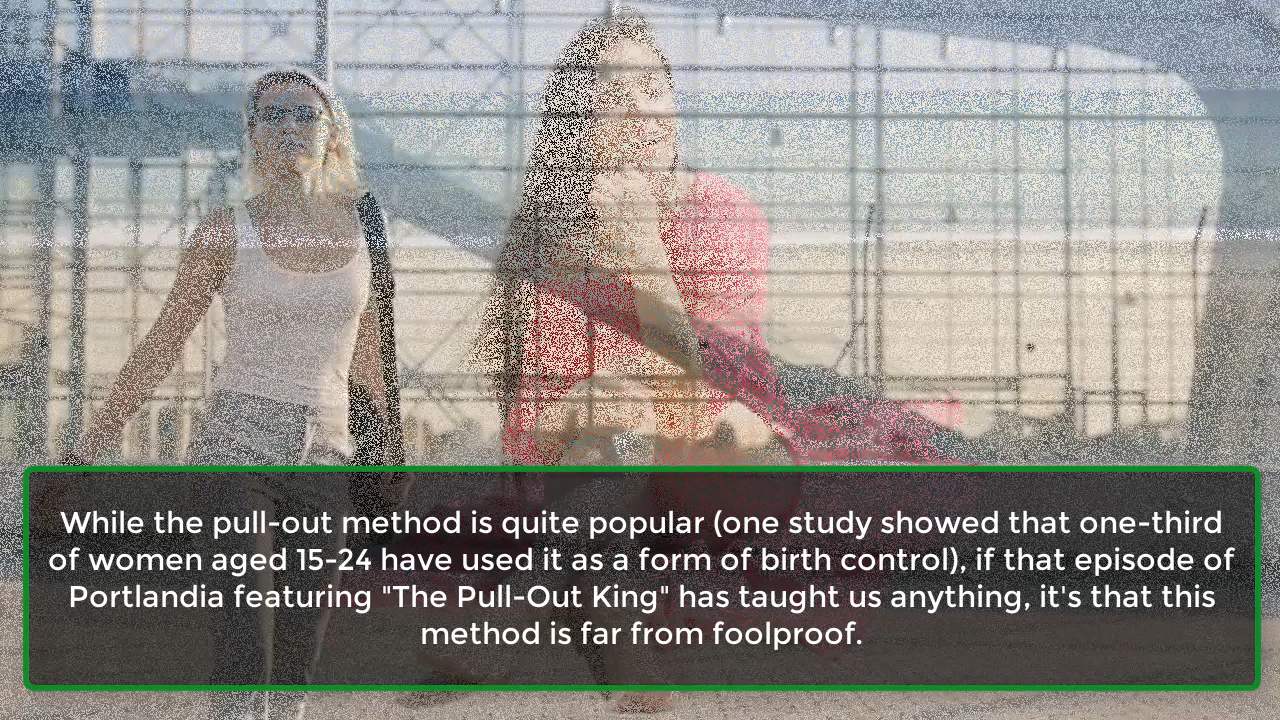 While the pull-out method is quite popular (one study showed that one-third
of women aged 15-24 have used it as a form of birth control), if that episode of
Portlandia featuring "The Pull-Out King" has taught us anything, it's that this
method is far from foolproof.